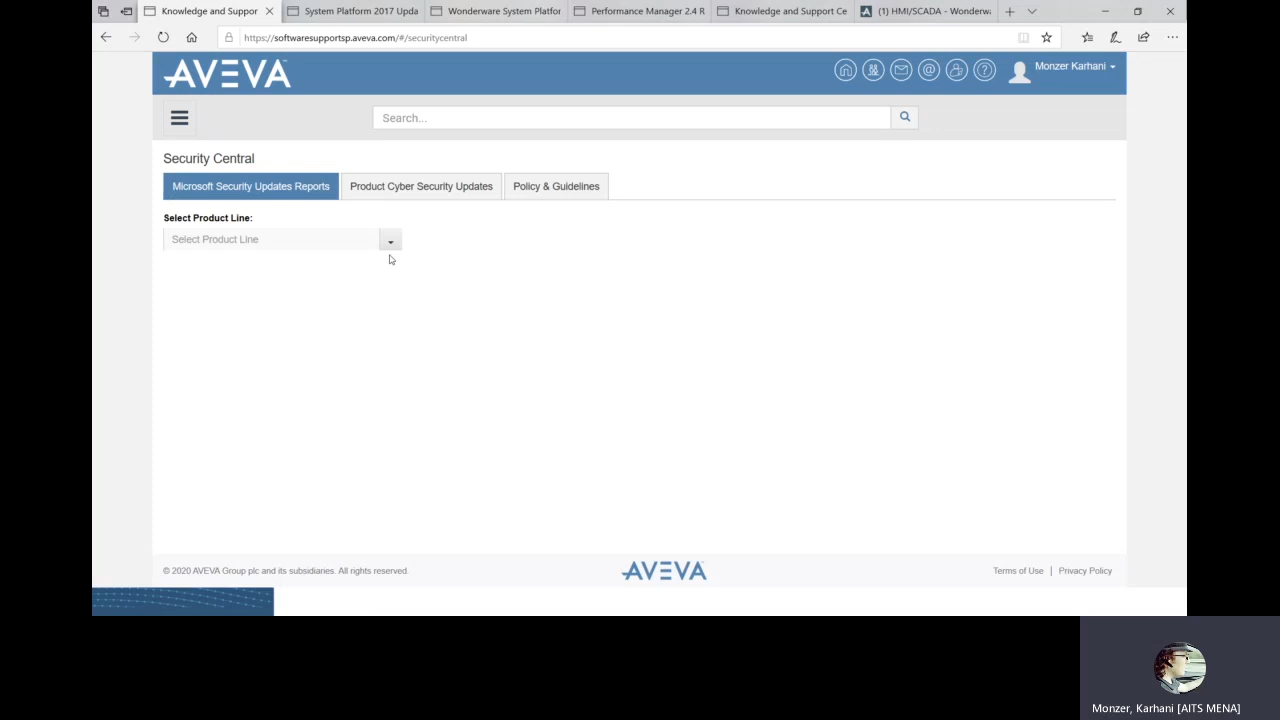 Knowledge and Suppor
System Platform 2017 Upda
Wonderware System Platfor
Performance Manager 2.4 R
Knowledge and Support Ce
(1) HMI/SCADA - Wonderwa
https://softwaresupportsp.aveva.com/#/securitycentral
AVEVA
Monzer Karhani
Search...
Security Central
Microsoft Security Updates Reports
Product Cyber Security Updates
Policy & Guidelines
Select Product Line:
Select Product Line
© 2020 AVEVA Group plc and its subsidiaries. All rights reserved.
AVEVA
Terms of Use | Privacy Policy
Monzer, Karhani [AITS MENA]